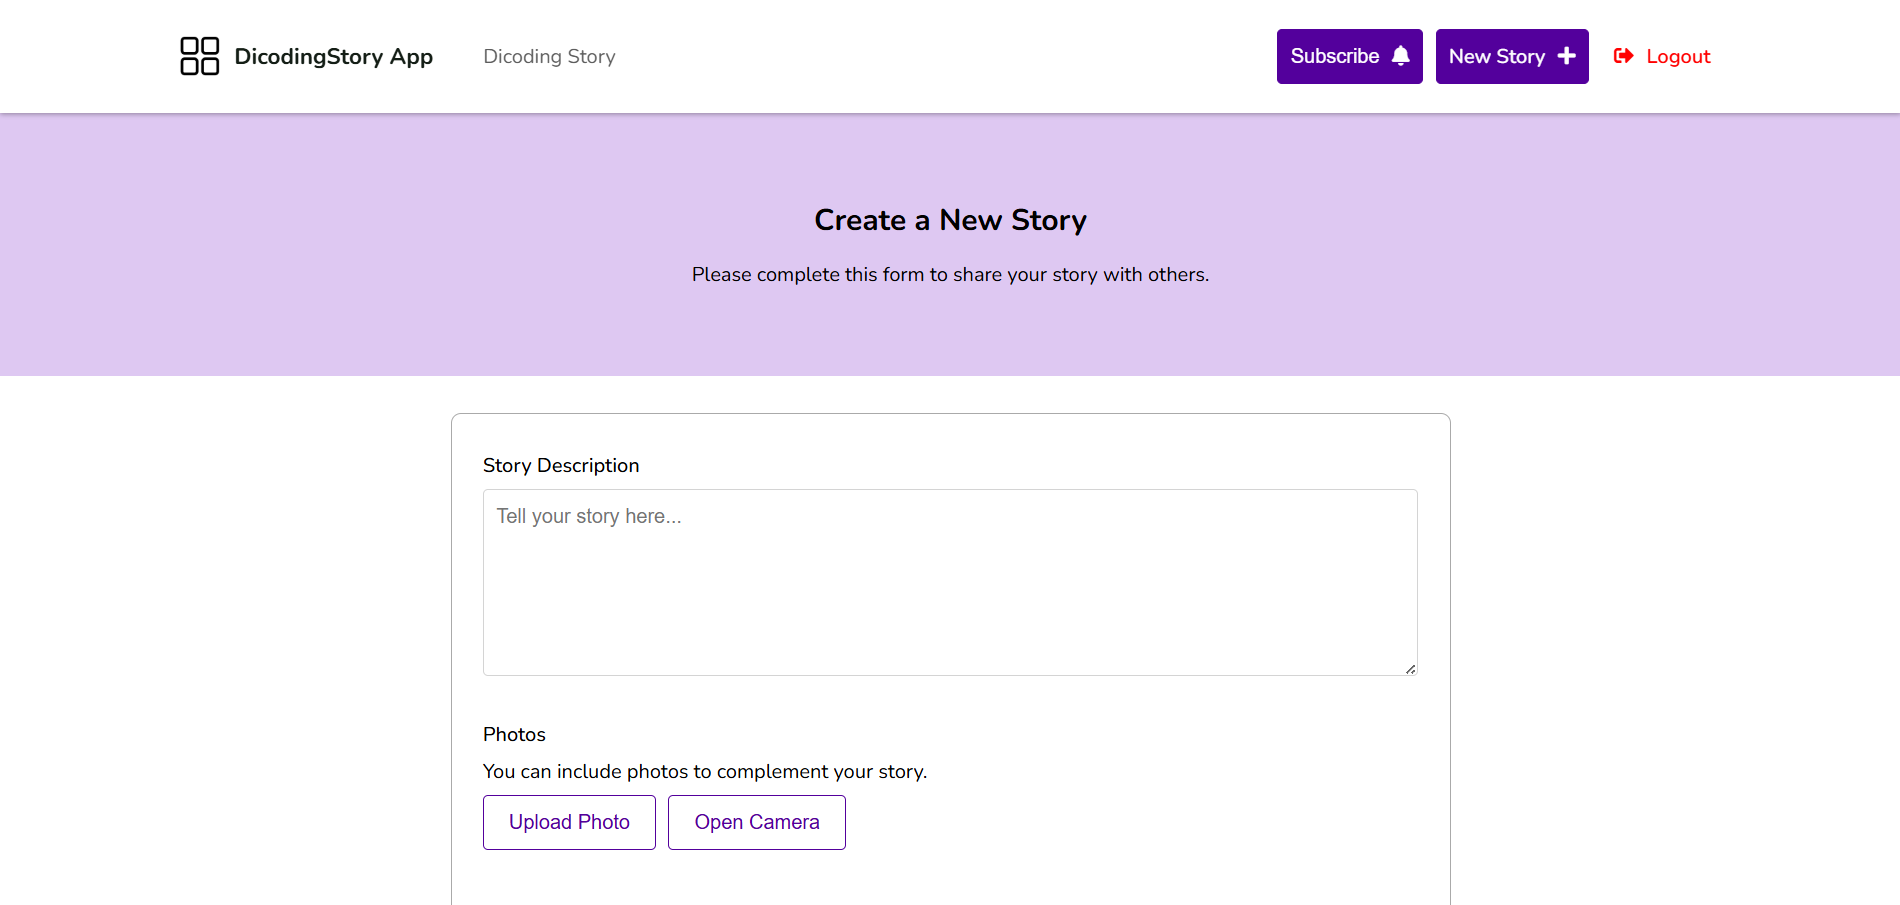 DicodingStory App
Dicoding Story
Subscribe
New Story
Logout
Create a New Story
Please complete this form to share your story with others.
Story Description
Tell your story here...
Photos
You can include photos to complement your story.
Upload Photo
Open Camera